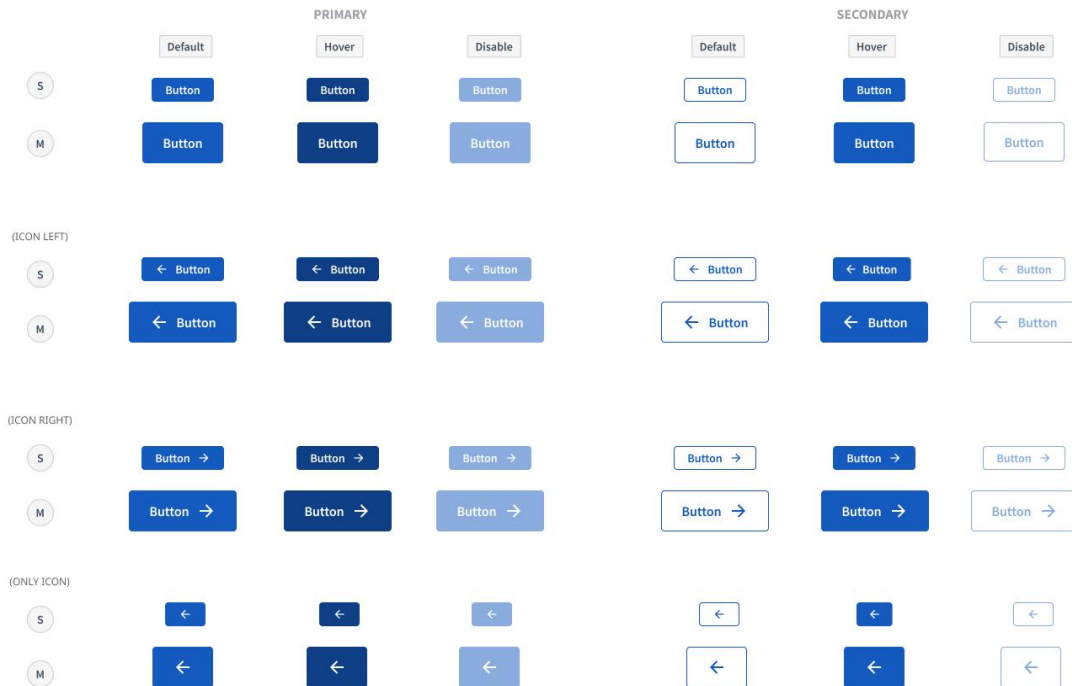 PRIMARY SECONDARY
Default Hover Disable Default Hover Disable
S Button Button Button Button Button Button
M Button Button Button Button Button Button
(ICON LEFT)
S Button Button Button Button Button Button
M Button Button Button Button Button Button
(ICON RIGHT)
S Button Button Button Button Button Button
M Button Button Button Button Button Button
(ONLY ICON)
S
M